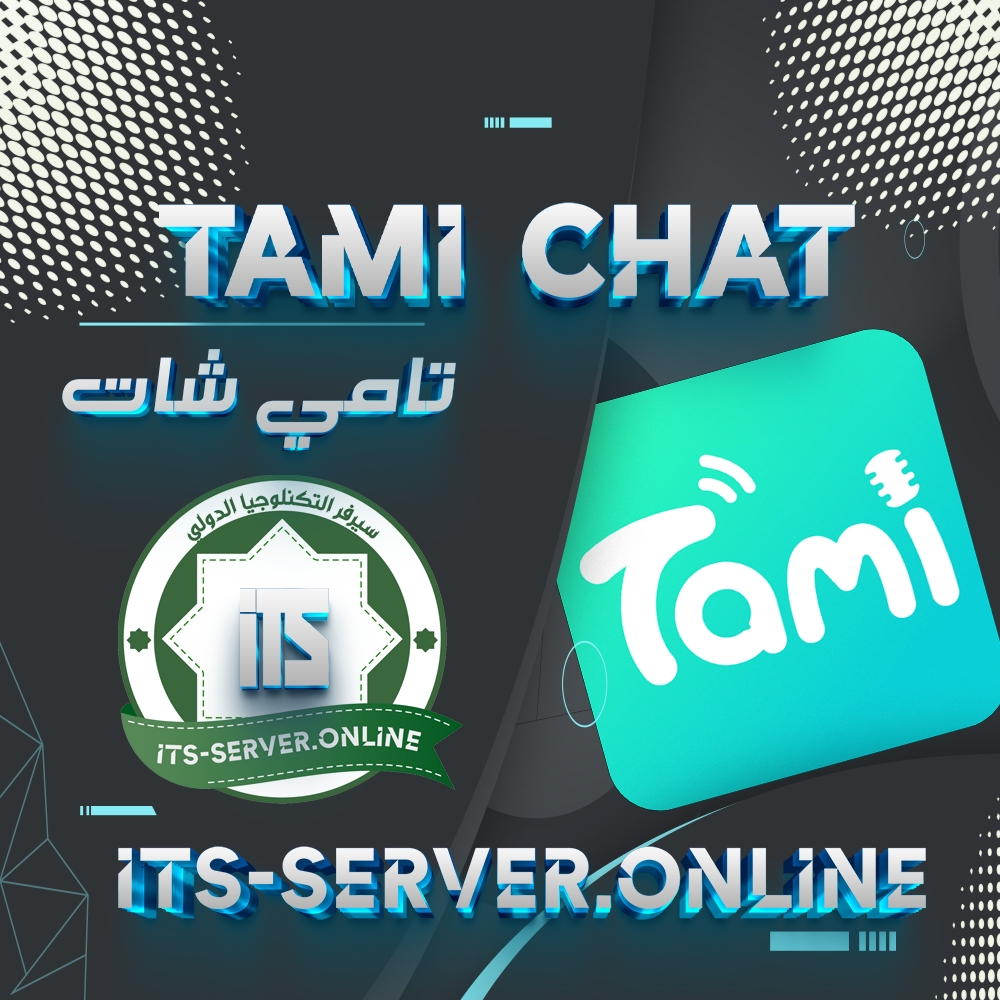 TAMI CHAT
تامي شات
سيرفر التكنلوجيا الدولي
iTS
iTS-SERVER.ONLiNE
Tami
iTS-SERVER.ONLiNE